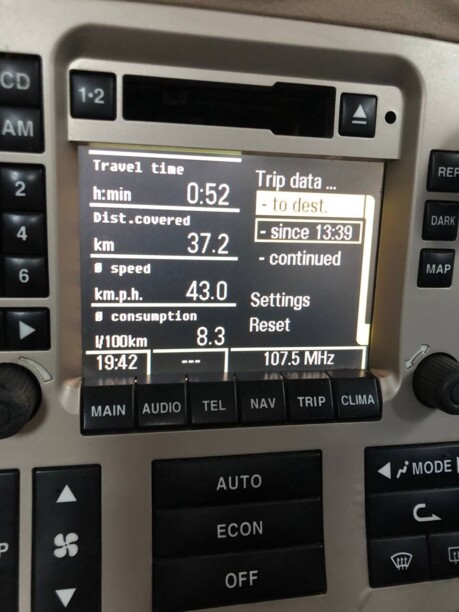 CD
1·2
AM
2
4
6
Travel time
h:min 0:52
Dist.covered
km 37.2
Ø speed
km.p.h. 43.0
Ø consumption
l/100km 8.3
Trip data ...
- to dest.
- since 13:39
- continued
Settings
Reset
19:42 --- 107.5 MHz
REP
DARK
MAP
MAIN AUDIO TEL NAV TRIP CLIMA
AUTO
ECON
OFF
MODE
P